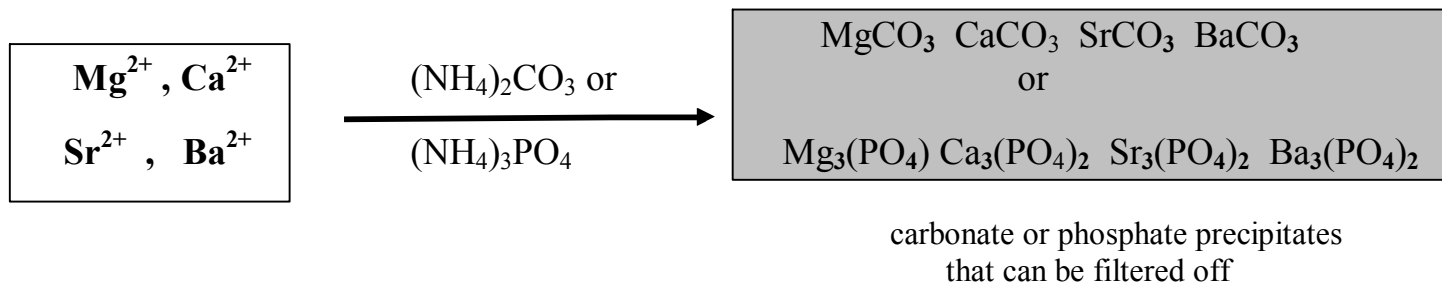 Mg²⁺ , Ca²⁺
Sr²⁺ , Ba²⁺
(NH₄)₂CO₃ or
(NH₄)₃PO₄
MgCO₃ CaCO₃ SrCO₃ BaCO₃
or
Mg₃(PO₄) Ca₃(PO₄)₂ Sr₃(PO₄)₂ Ba₃(PO₄)₂
carbonate or phosphate precipitates
that can be filtered off